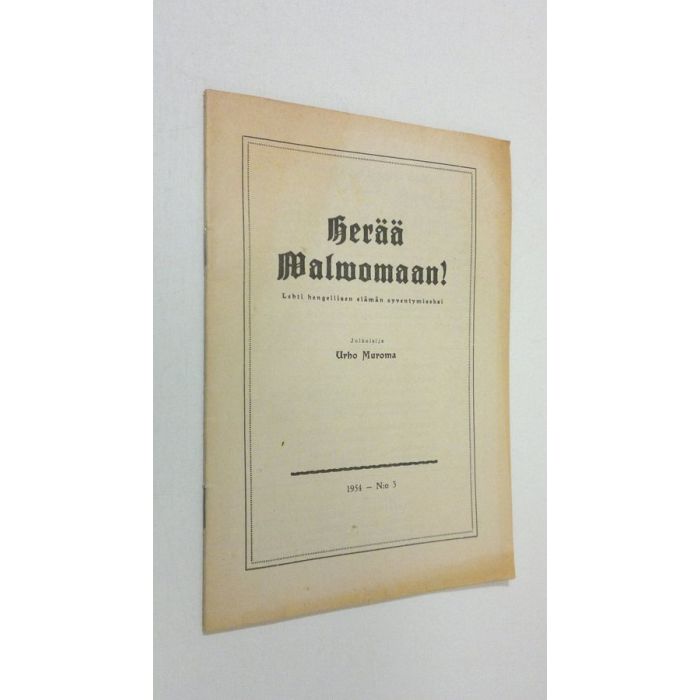 Herää
Walwomaan!
Lehti hengellisen elämän syventymiseksi
Julkaisija
Urho Muroma
1954 — N:o 3